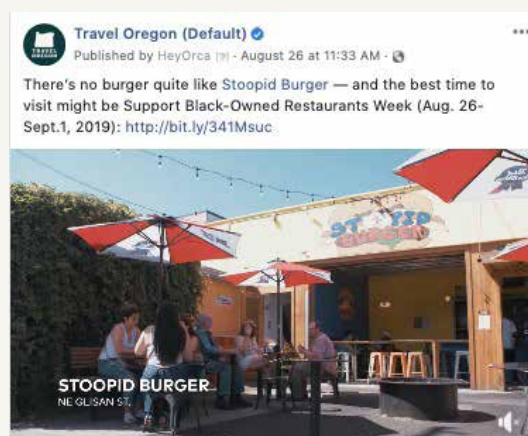 Travel Oregon (Default)
Published by HeyOrca [?] · August 26 at 11:33 AM ·
There's no burger quite like Stoopid Burger — and the best time to
visit might be Support Black-Owned Restaurants Week (Aug. 26-
Sept.1, 2019): http://bit.ly/341Msuc
STOOPID
BURGER
STOOPID BURGER
NE GLISAN ST.